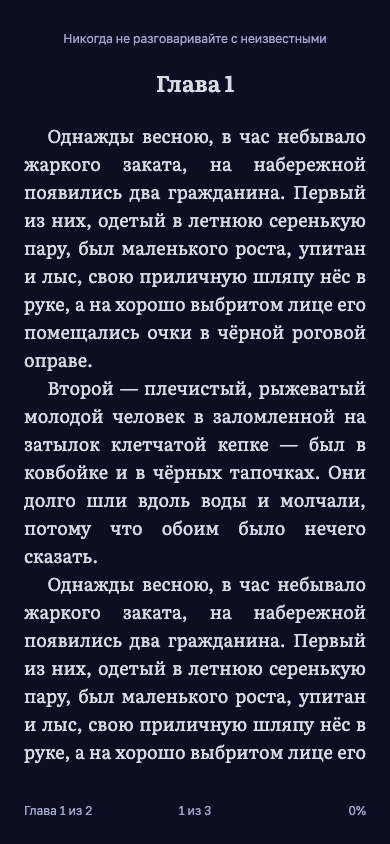 Никогда не разговаривайте с неизвестными
Глава 1
Однажды весною, в час небывало
жаркого заката, на набережной
появились два гражданина. Первый
из них, одетый в летнюю серенькую
пару, был маленького роста, упитан
и лыс, свою приличную шляпу нёс в
руке, а на хорошо выбритом лице его
помещались очки в чёрной роговой
оправе.
Второй — плечистый, рыжеватый
молодой человек в заломленной на
затылок клетчатой кепке — был в
ковбойке и в чёрных тапочках. Они
долго шли вдоль воды и молчали,
потому что обоим было нечего
сказать.
Однажды весною, в час небывало
жаркого заката, на набережной
появились два гражданина. Первый
из них, одетый в летнюю серенькую
пару, был маленького роста, упитан
и лыс, свою приличную шляпу нёс в
руке, а на хорошо выбритом лице его
Глава 1 из 2 1 из 3 0%